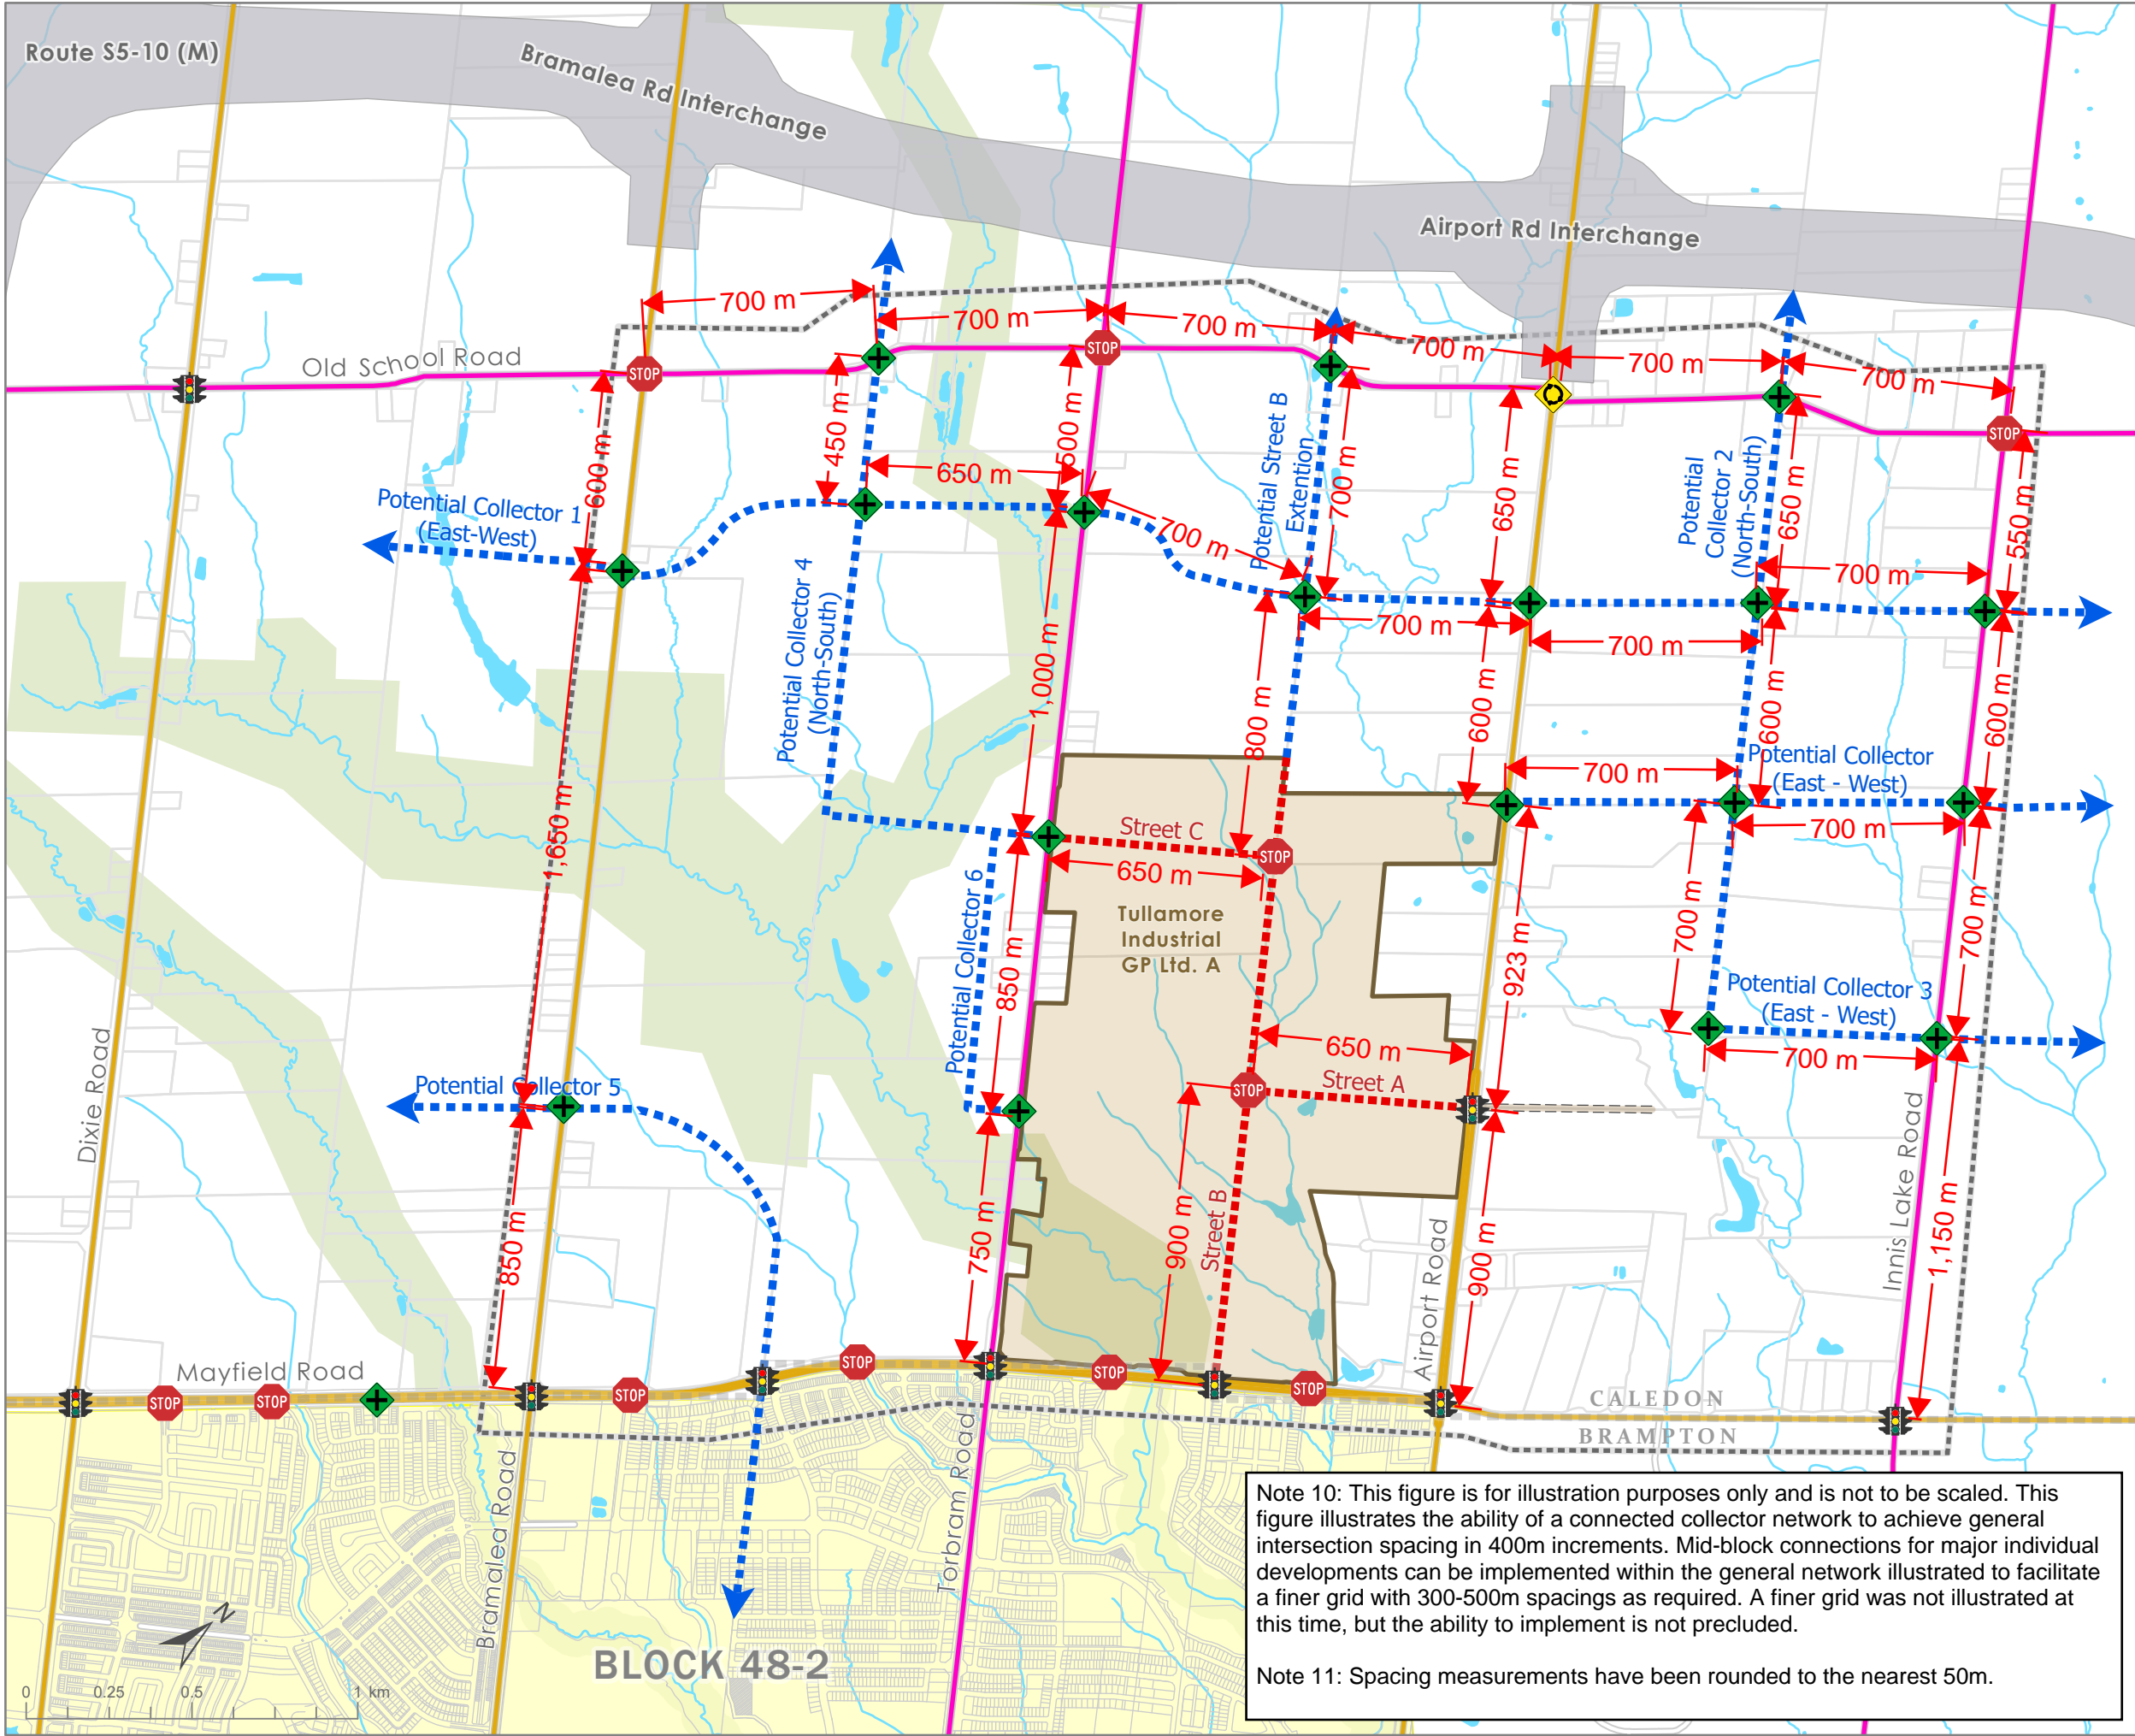 Route S5-10 (M)
Bramalea Rd Interchange
Airport Rd Interchange
700 m
700 m
700 m
700 m
700 m
700 m
Old School Road
STOP
STOP
STOP
600 m
450 m
500 m
700 m
650 m
650 m
550 m
Potential Street B
Extention
Potential
Collector 2
(North-South)
650 m
Potential Collector 1
(East-West)
700 m
700 m
700 m
700 m
Potential Collector 4
(North-South)
1,000 m
800 m
600 m
600 m
600 m
1,650 m
700 m
Potential Collector
(East - West)
700 m
Street C
STOP
650 m
Tullamore
Industrial
GP Ltd. A
Potential Collector 6
850 m
923 m
700 m
700 m
Potential Collector 3
(East - West)
700 m
650 m
Street A
STOP
Potential Collector 5
Dixie Road
850 m
750 m
900 m
Street B
900 m
Airport Road
Innis Lake Road
1,150 m
Mayfield Road
STOP
STOP
STOP
STOP
STOP
STOP
CALEDON
BRAMPTON
Bramalea Road
Torbram Road
BLOCK 48-2
N
0 0.25 0.5 1 km
Note 10: This figure is for illustration purposes only and is not to be scaled. This
figure illustrates the ability of a connected collector network to achieve general
intersection spacing in 400m increments. Mid-block connections for major individual
developments can be implemented within the general network illustrated to facilitate
a finer grid with 300-500m spacings as required. A finer grid was not illustrated at
this time, but the ability to implement is not precluded.
Note 11: Spacing measurements have been rounded to the nearest 50m.